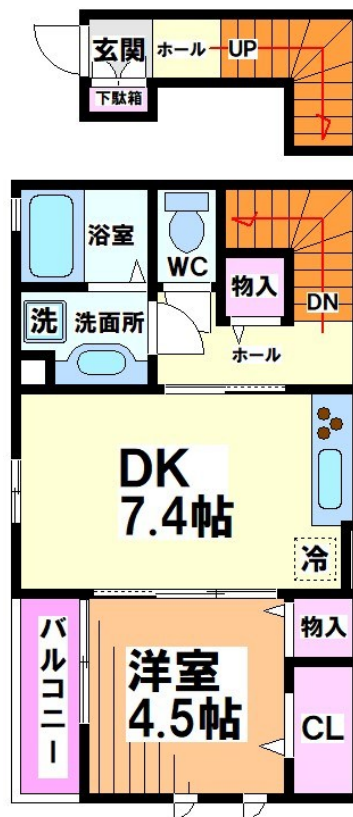 玄関
ホール
UP
下駄箱
浴室
WC
物入
DN
洗
洗面所
ホール
DK
7.4帖
冷
バルコニー
洋室
4.5帖
物入
CL